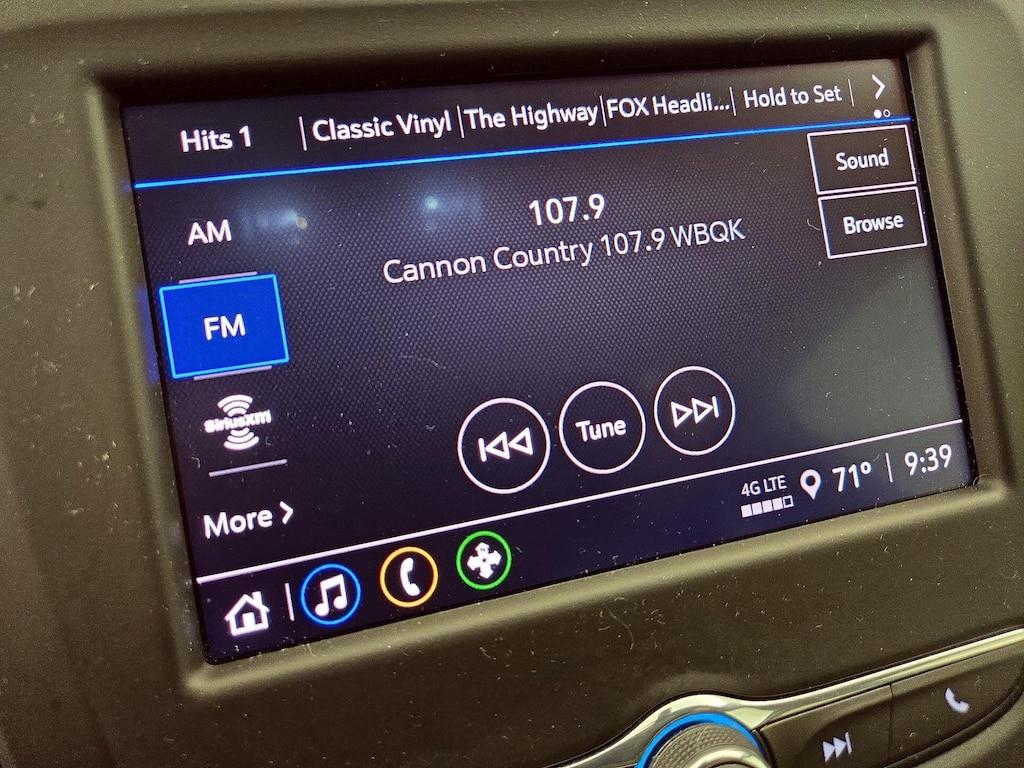 Hits 1 | Classic Vinyl | The Highway | FOX Headli... | Hold to Set
Sound
AM
107.9
Browse
Cannon Country 107.9 WBQK
FM
SiriusXM
Tune
More
4G LTE
71° | 9:39